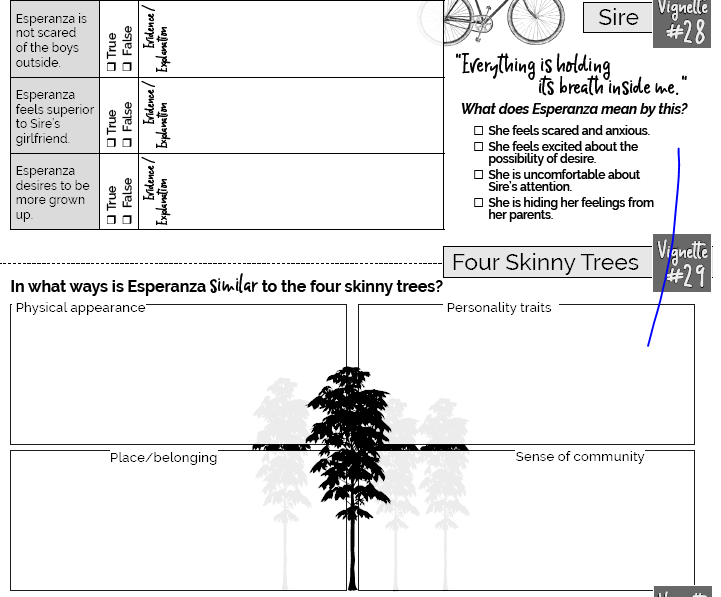 Sire
Vignette
#28
Esperanza is
not scared
of the boys
outside.
☐ True
☐ False
Evidence /
Explanation
Esperanza
feels superior
to Sire's
girlfriend.
☐ True
☐ False
Evidence /
Explanation
Esperanza
desires to be
more grown
up.
☐ True
☐ False
Evidence /
Explanation
"Everything is holding
its breath inside me."
What does Esperanza mean by this?
☐ She feels scared and anxious.
☐ She feels excited about the
possibility of desire.
☐ She is uncomfortable about
Sire's attention.
☐ She is hiding her feelings from
her parents.
Four Skinny Trees
Vignette
#29
In what ways is Esperanza similar to the four skinny trees?
Physical appearance
Personality traits
Place/belonging
Sense of community